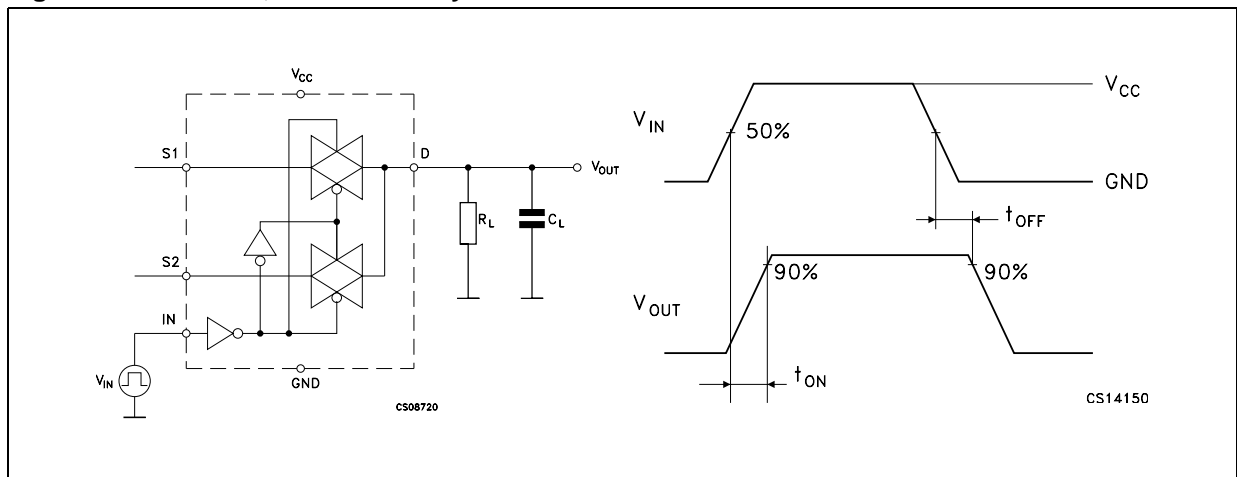 VCC
S1
D
VOUT
RL
CL
S2
IN
VIN
GND
CS08720
VIN
50%
VCC
GND
tOFF
90%
90%
VOUT
tON
CS14150